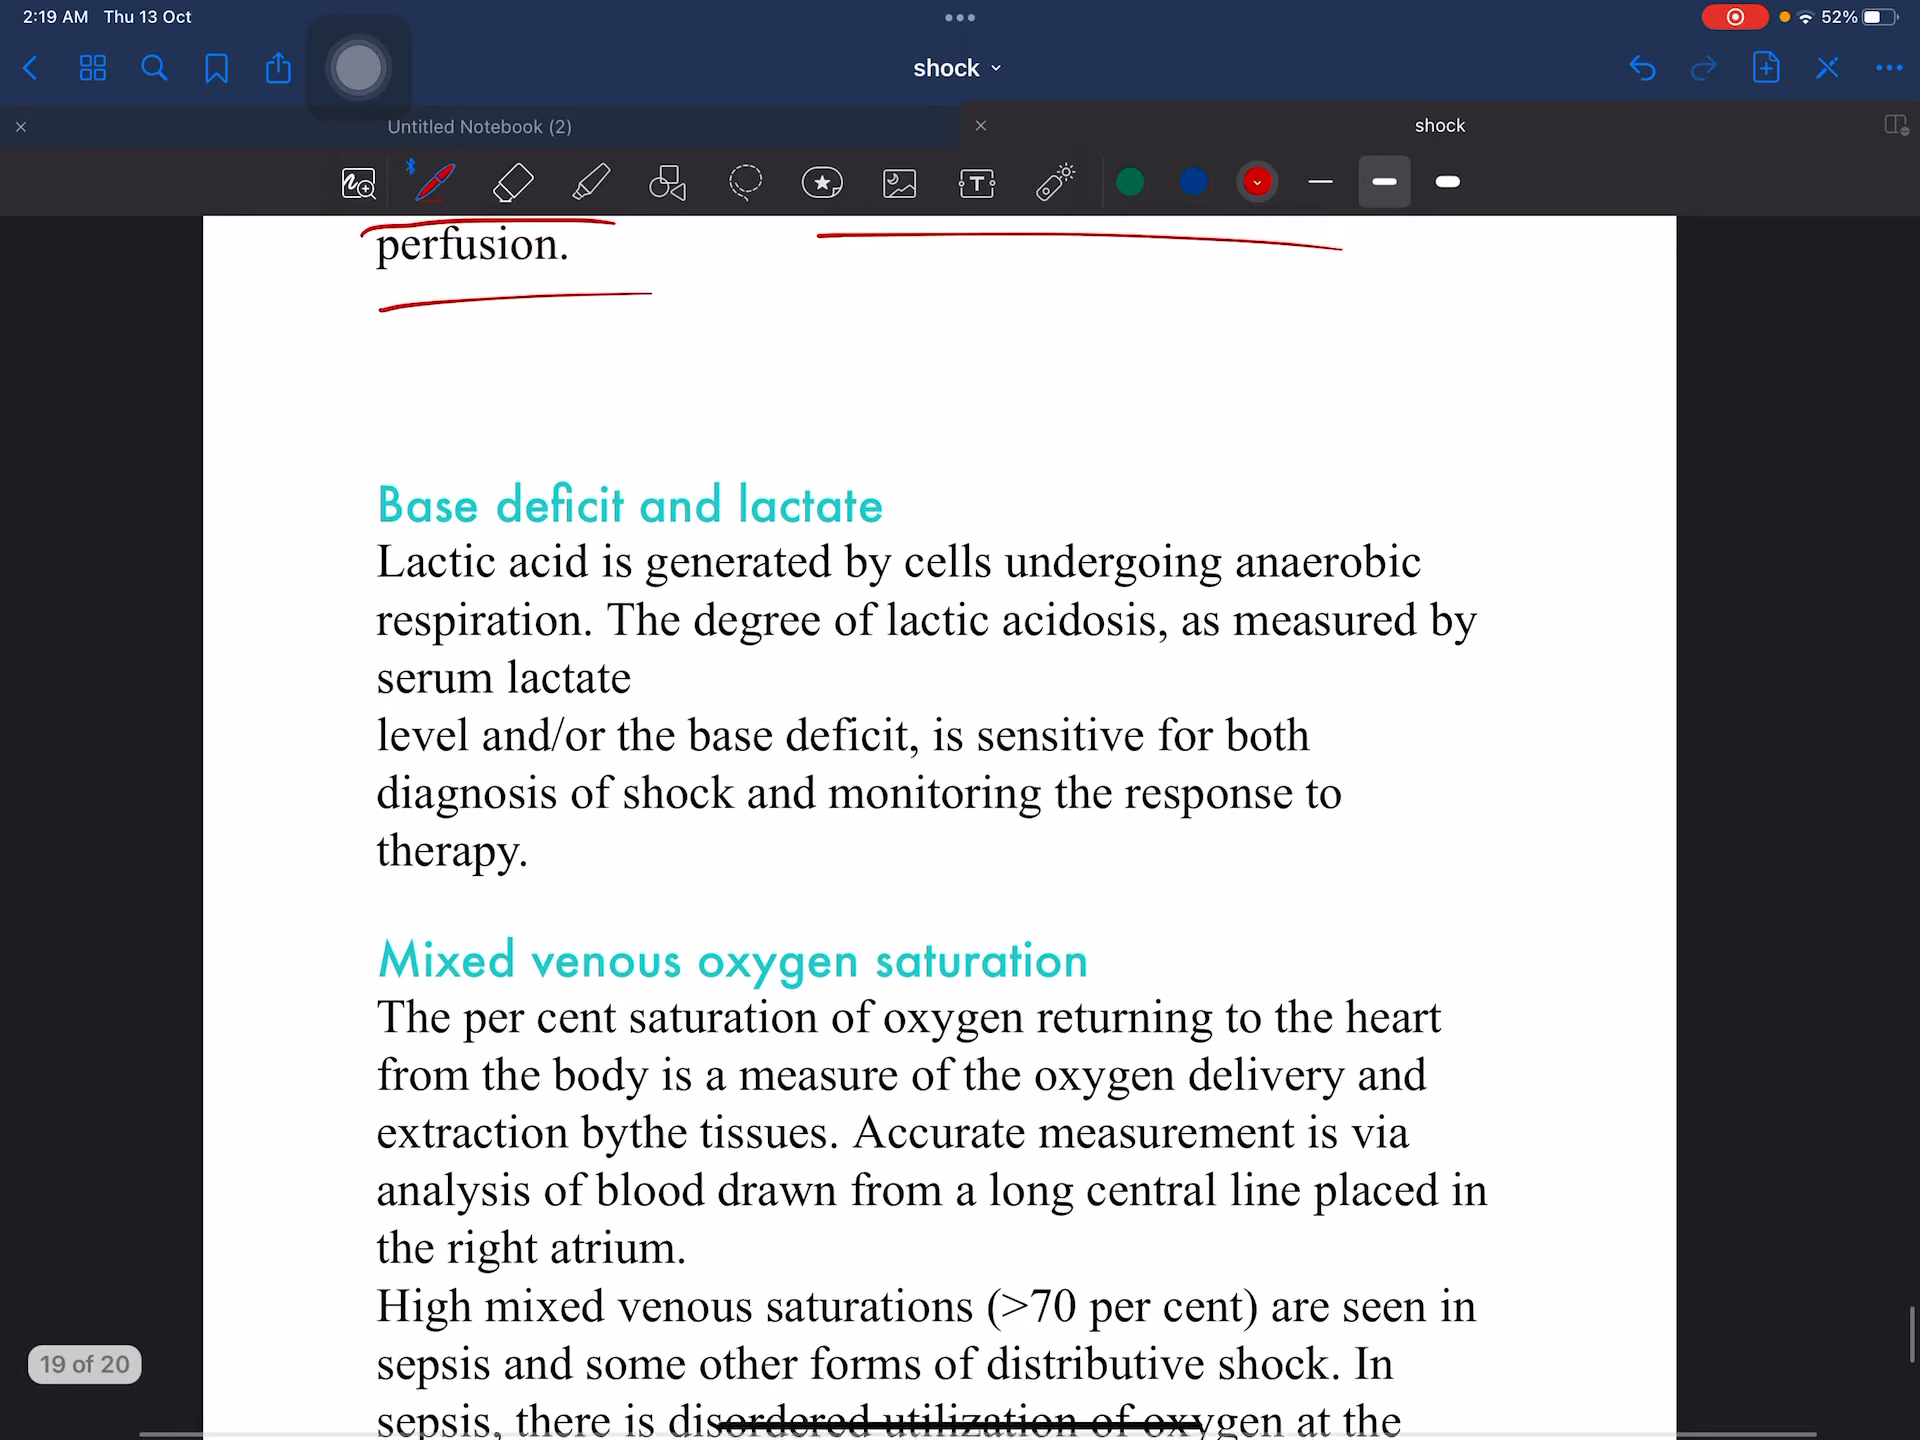 2:19 AM Thu 13 Oct
52%
shock
Untitled Notebook (2)
shock
perfusion.
Base deficit and lactate
Lactic acid is generated by cells undergoing anaerobic
respiration. The degree of lactic acidosis, as measured by
serum lactate
level and/or the base deficit, is sensitive for both
diagnosis of shock and monitoring the response to
therapy.
Mixed venous oxygen saturation
The per cent saturation of oxygen returning to the heart
from the body is a measure of the oxygen delivery and
extraction bythe tissues. Accurate measurement is via
analysis of blood drawn from a long central line placed in
the right atrium.
High mixed venous saturations (>70 per cent) are seen in
sepsis and some other forms of distributive shock. In
sepsis, there is disordered utilization of oxygen at the
19 of 20